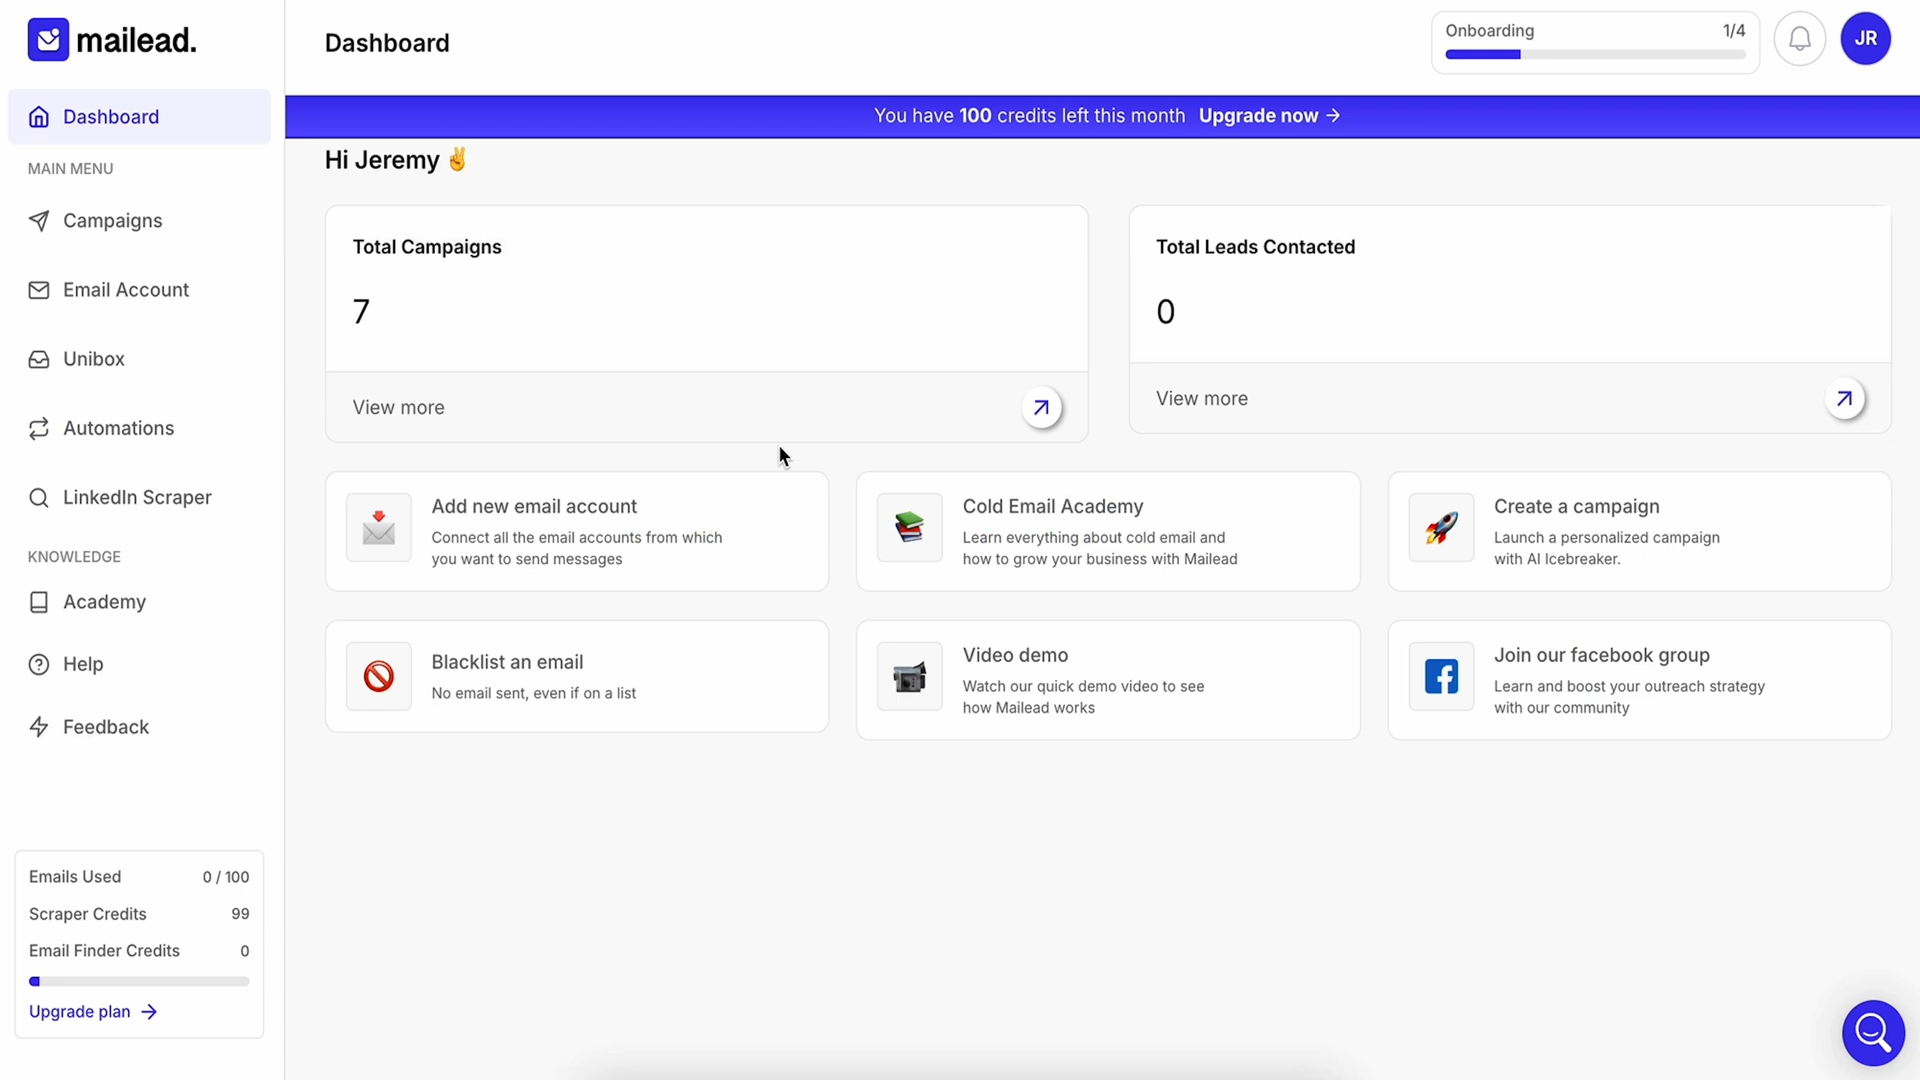 mailead.
Dashboard
MAIN MENU
Campaigns
Email Account
Unibox
Automations
LinkedIn Scraper
KNOWLEDGE
Academy
Help
Feedback
Emails Used 0 / 100
Scraper Credits 99
Email Finder Credits 0
Upgrade plan
Dashboard
Onboarding 1/4
JR
You have 100 credits left this month Upgrade now
Hi Jeremy
Total Campaigns
7
View more
Total Leads Contacted
0
View more
Add new email account
Connect all the email accounts from which
you want to send messages
Cold Email Academy
Learn everything about cold email and
how to grow your business with Mailead
Create a campaign
Launch a personalized campaign
with AI Icebreaker.
Blacklist an email
No email sent, even if on a list
Video demo
Watch our quick demo video to see
how Mailead works
Join our facebook group
Learn and boost your outreach strategy
with our community